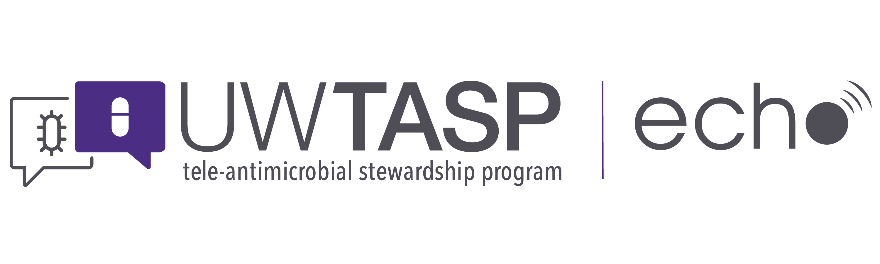 UWTASP echo
tele-antimicrobial stewardship program